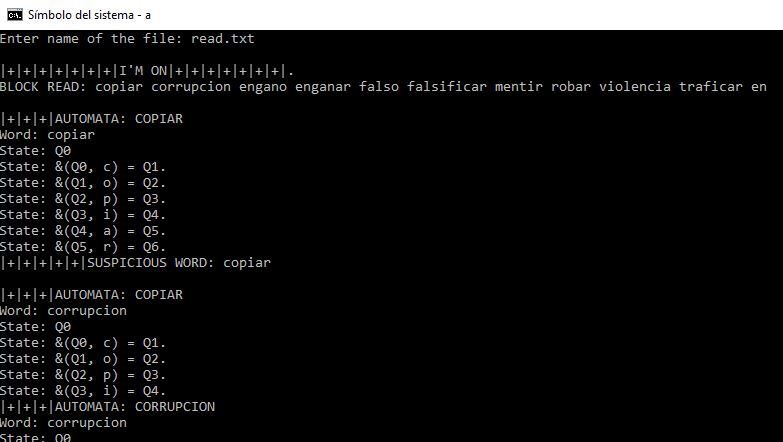 Símbolo del sistema - a
Enter name of the file: read.txt
|+|+|+|+|+|+|+|I'M ON|+|+|+|+|+|+|+|.
BLOCK READ: copiar corrupcion engano enganar falso falsificar mentir robar violencia traficar en
|+|+|+|AUTOMATA: COPIAR
Word: copiar
State: Q0
State: &(Q0, c) = Q1.
State: &(Q1, o) = Q2.
State: &(Q2, p) = Q3.
State: &(Q3, i) = Q4.
State: &(Q4, a) = Q5.
State: &(Q5, r) = Q6.
|+|+|+|+|+|SUSPICIOUS WORD: copiar
|+|+|+|AUTOMATA: COPIAR
Word: corrupcion
State: Q0
State: &(Q0, c) = Q1.
State: &(Q1, o) = Q2.
State: &(Q2, p) = Q3.
State: &(Q3, i) = Q4.
|+|+|+|AUTOMATA: CORRUPCION
Word: corrupcion
State: Q0